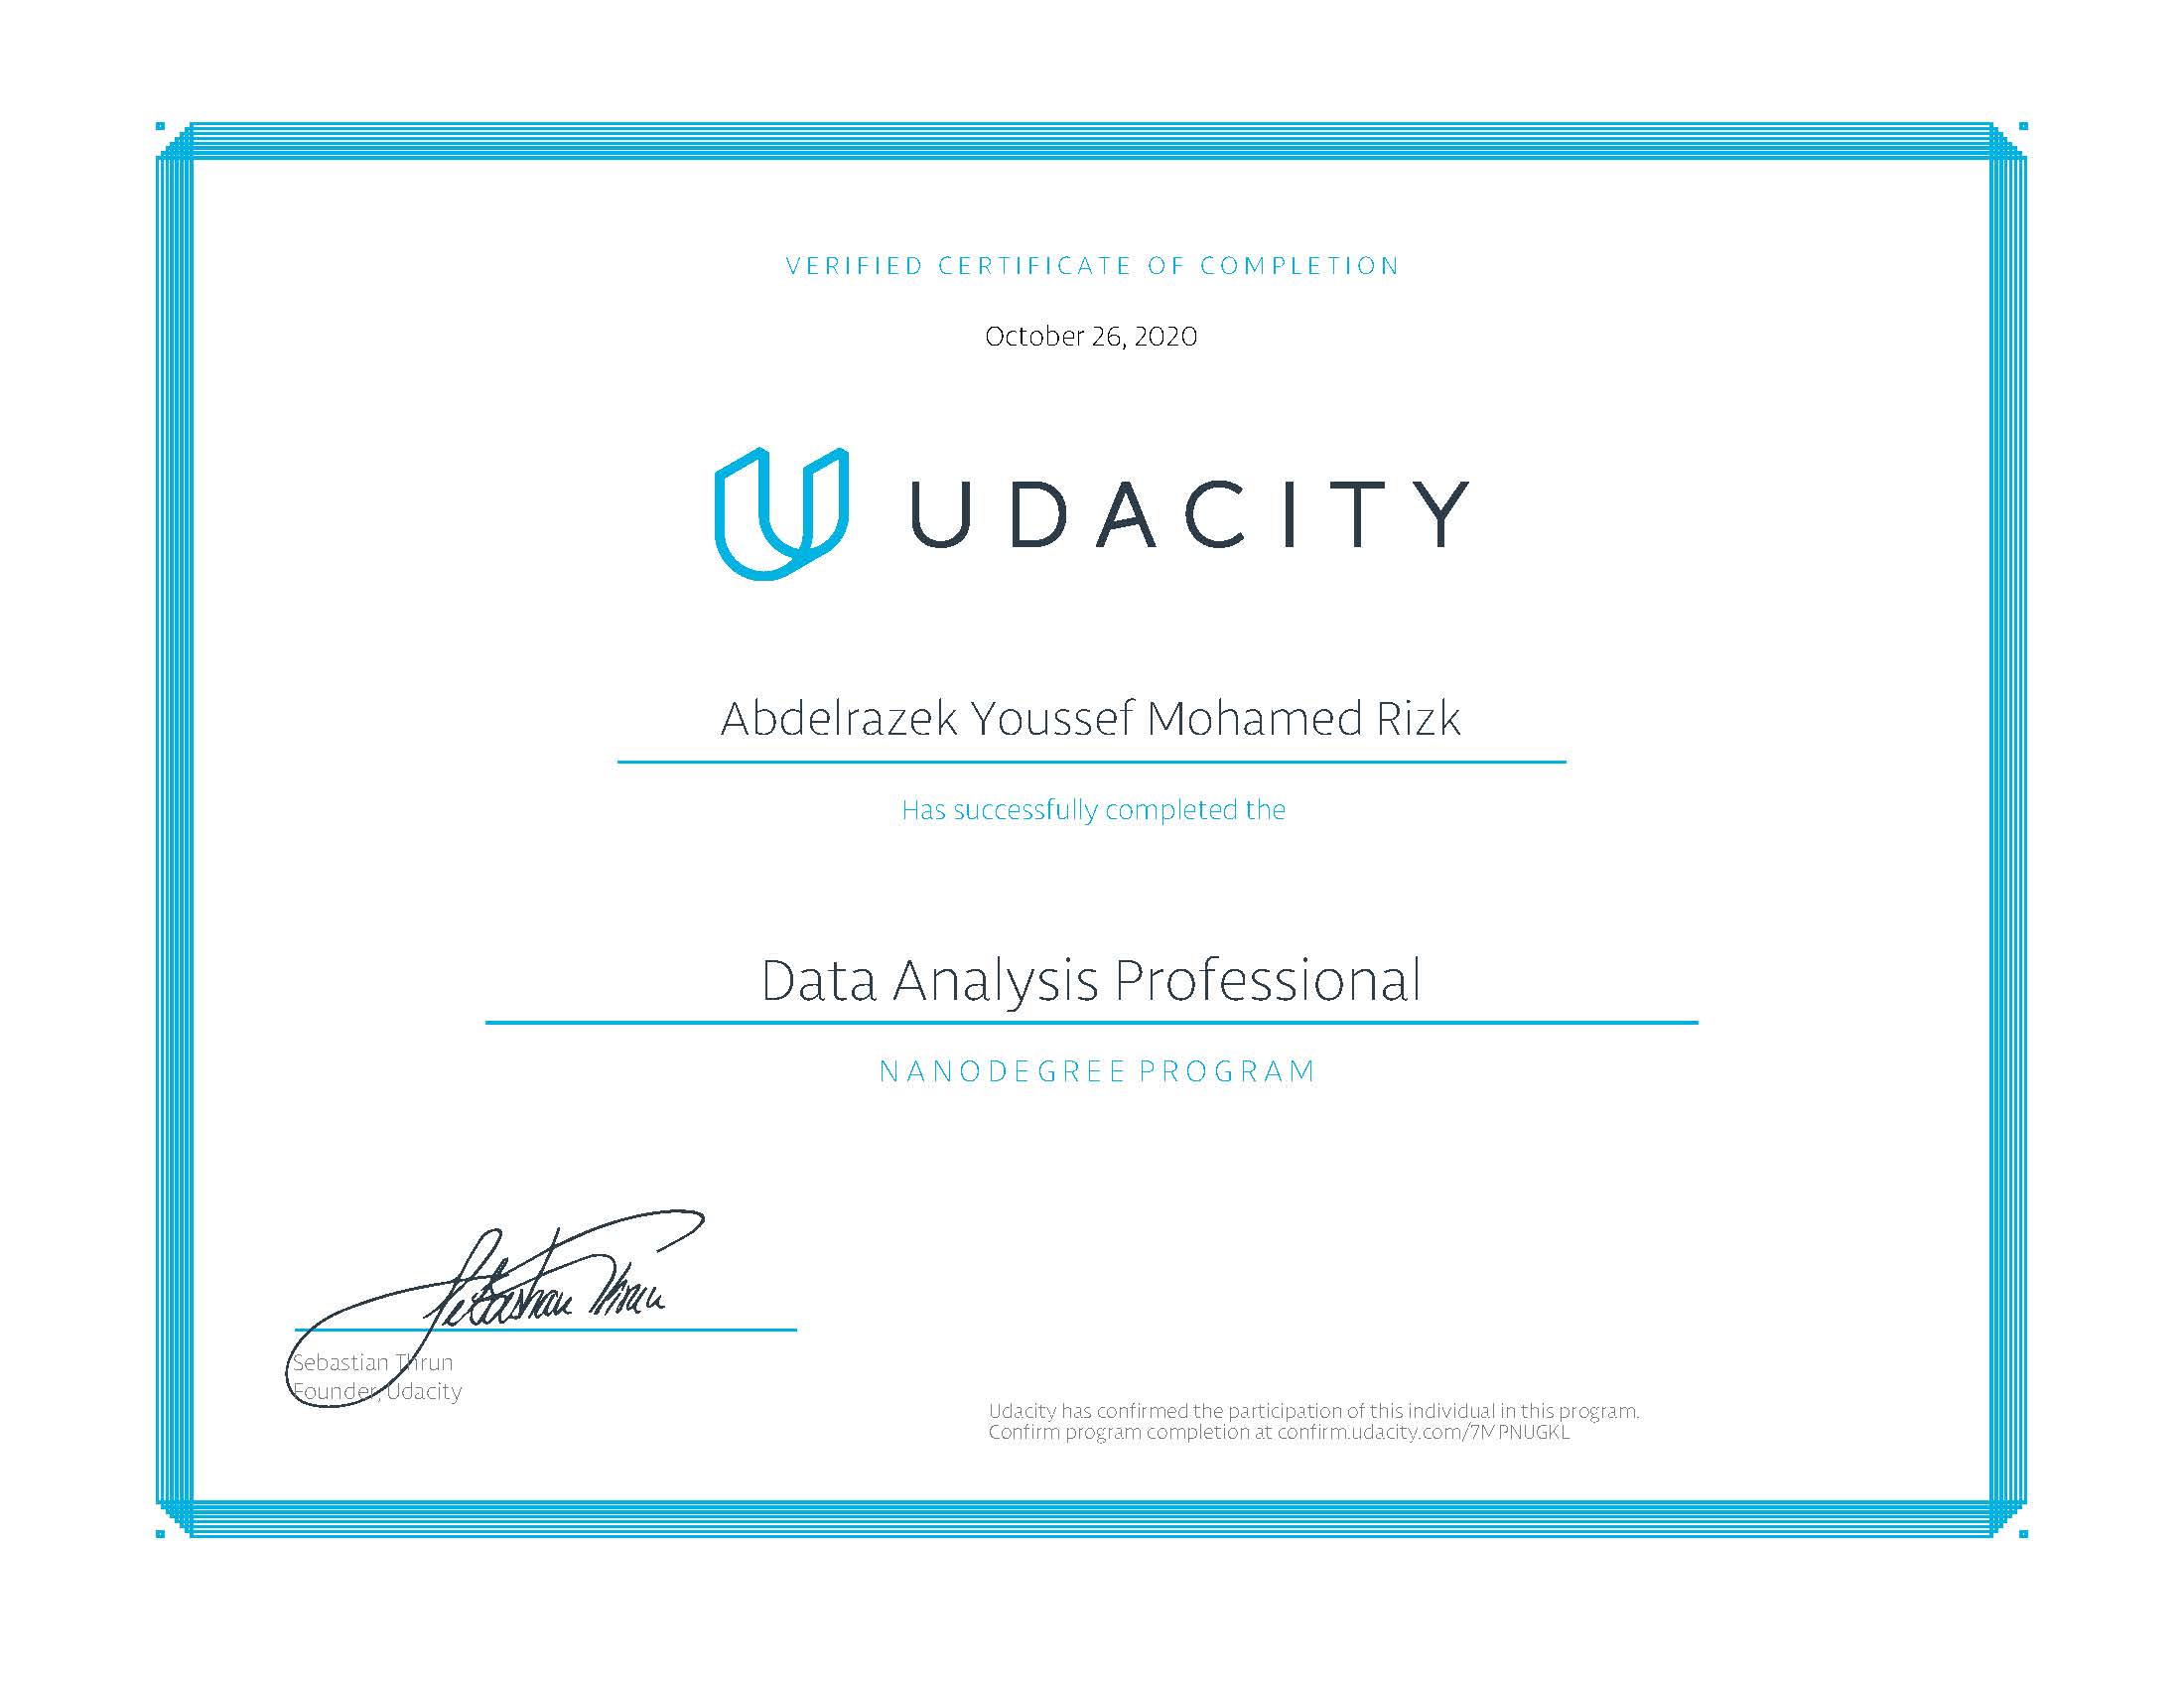 VERIFIED CERTIFICATE OF COMPLETION
October 26, 2020
UDACITY
Abdelrazek Youssef Mohamed Rizk
Has successfully completed the
Data Analysis Professional
NANODEGREE PROGRAM
Sebastian Thrun
Sebastian Thrun
Founder, Udacity
Udacity has confirmed the participation of this individual in this program.
Confirm program completion at confirm.udacity.com/7MPNUGKL